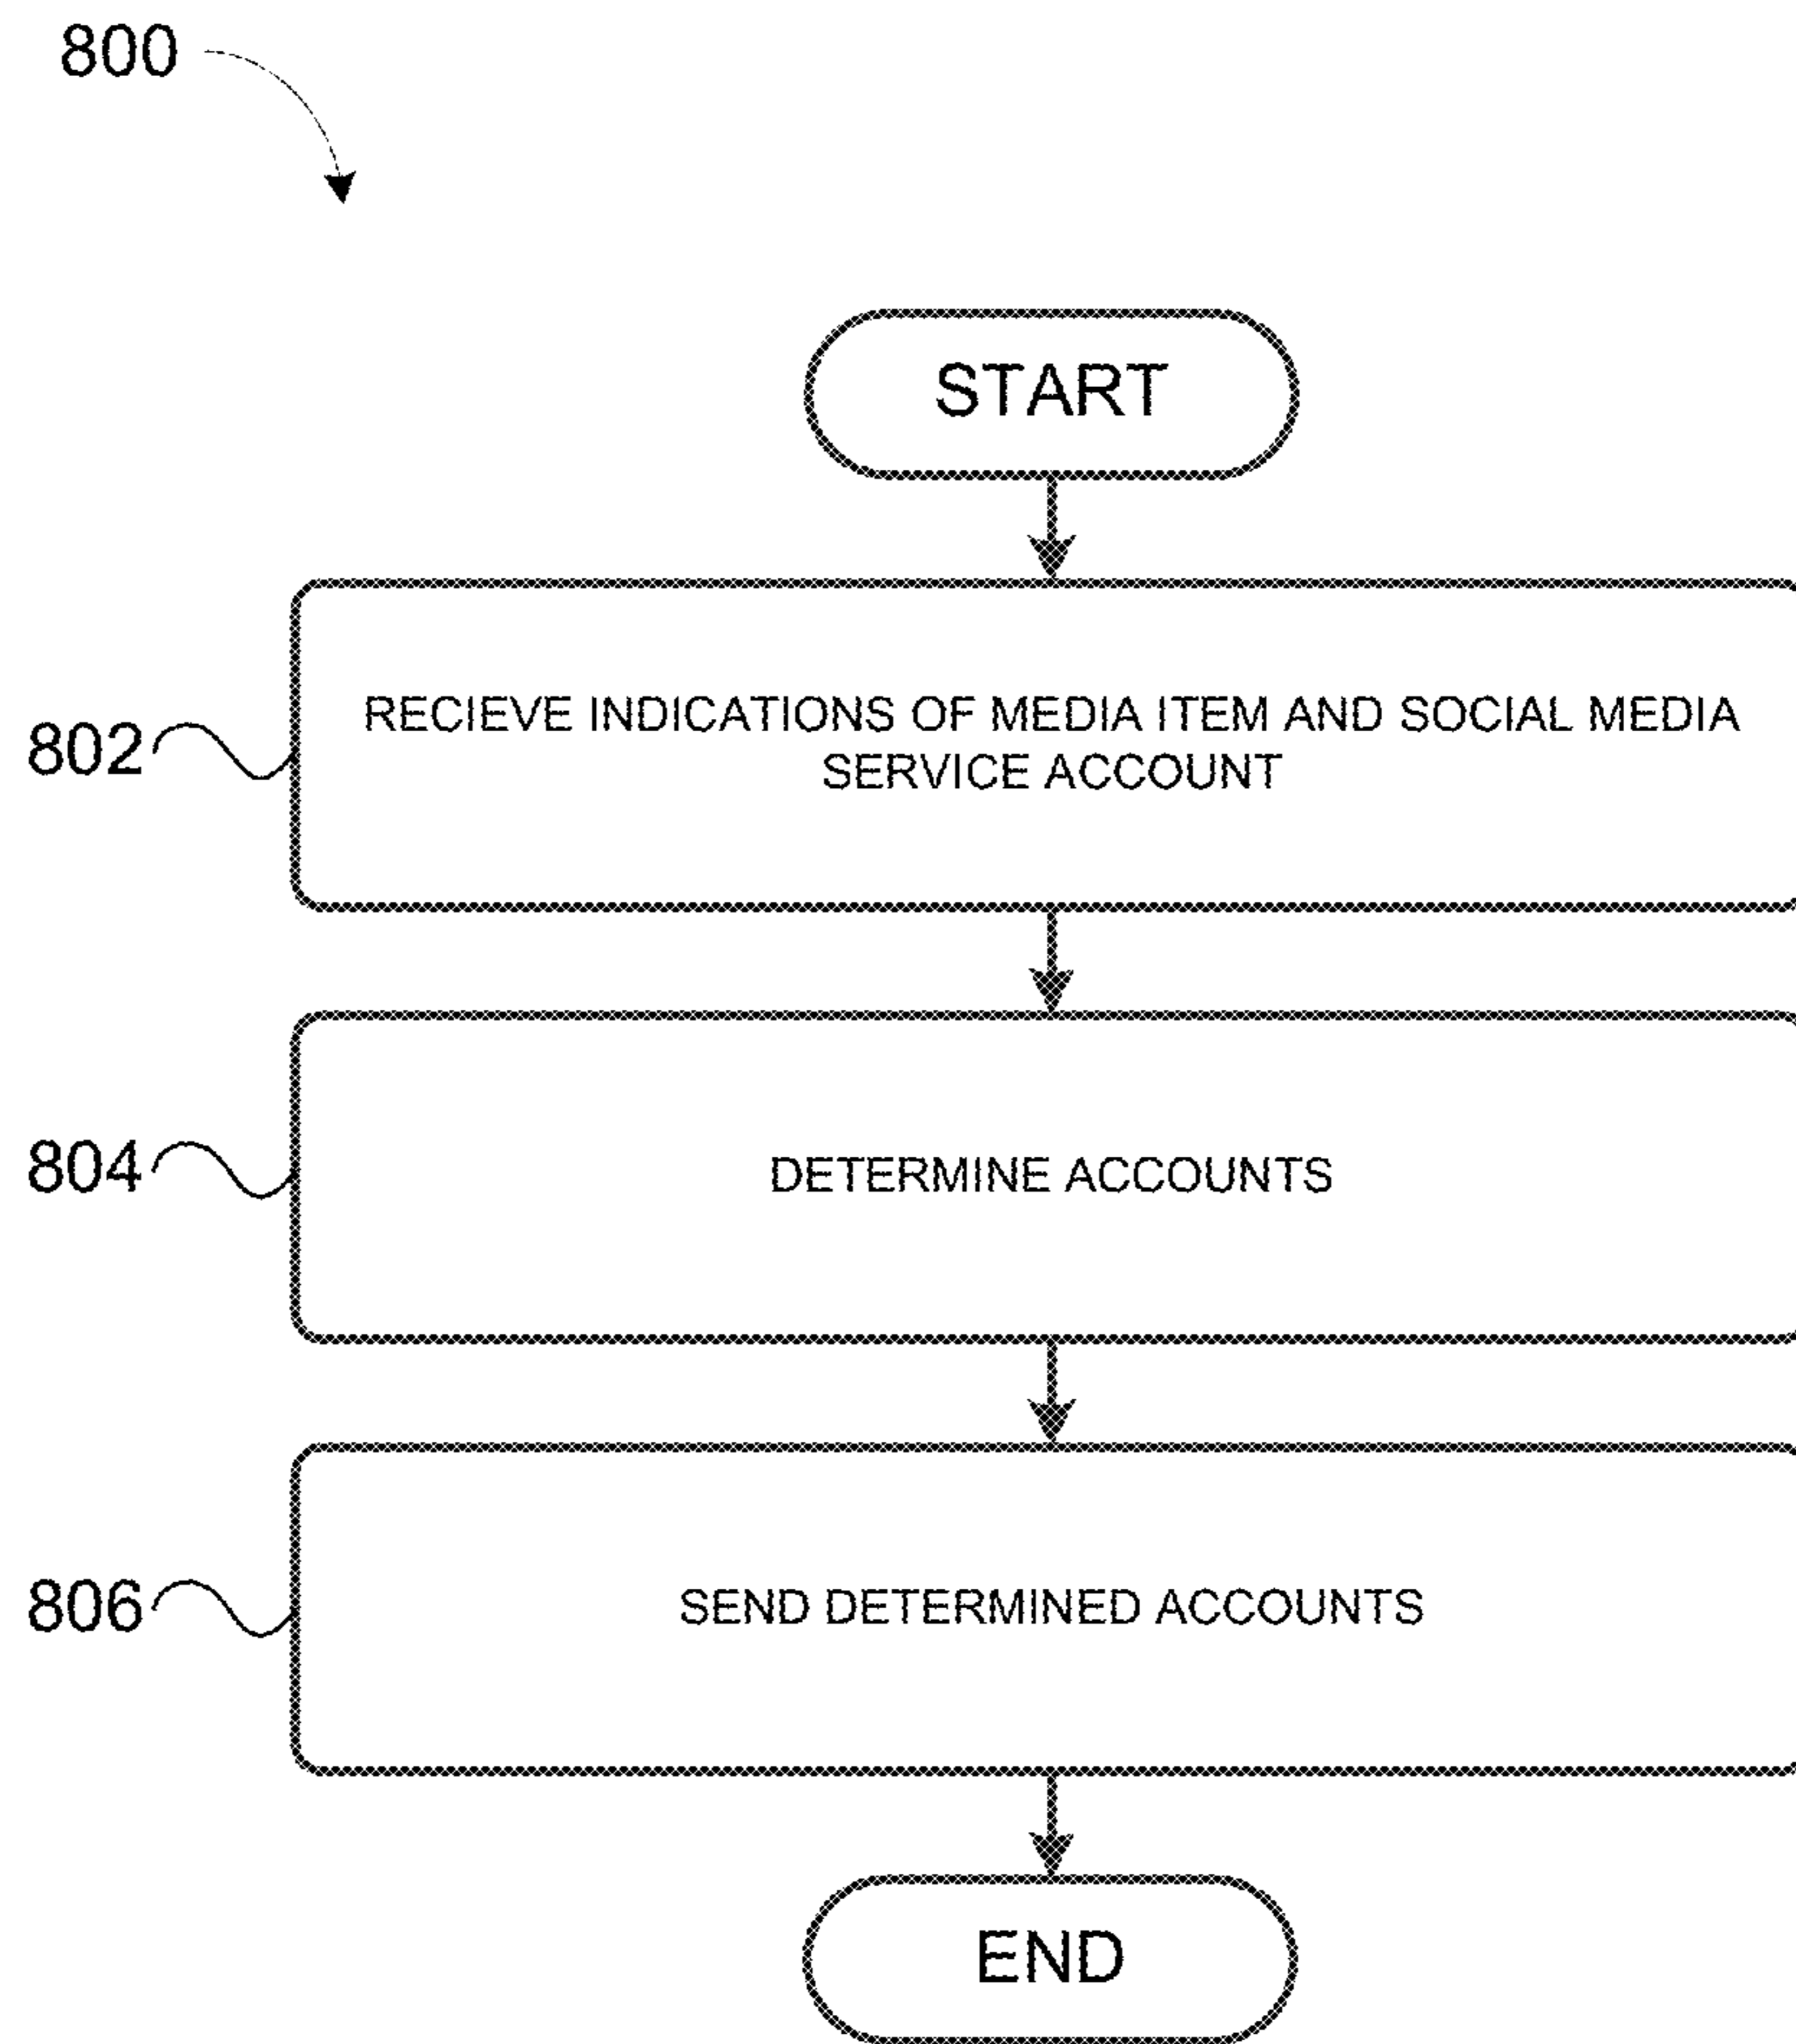 800
START
802
RECIEVE INDICATIONS OF MEDIA ITEM AND SOCIAL MEDIA
SERVICE ACCOUNT
804
DETERMINE ACCOUNTS
806
SEND DETERMINED ACCOUNTS
END